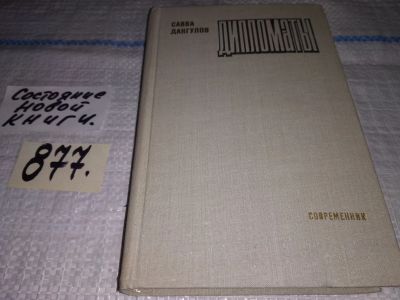 Состояние
Новой
книги.
877.
САВВА
ДАНГУЛОВ
ДИПЛОМАТЫ
СОВРЕМЕННИК